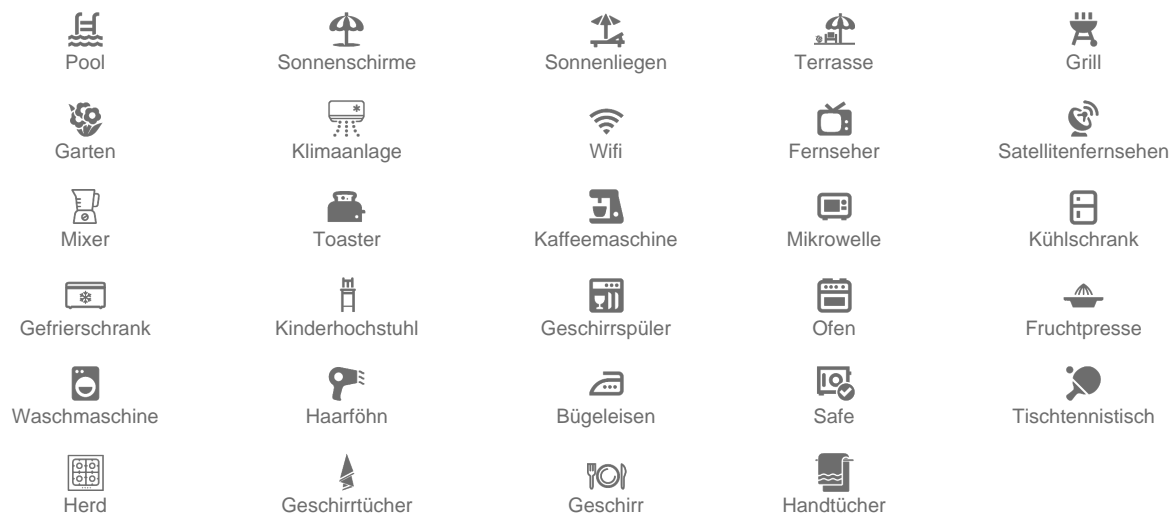 Pool Sonnenschirme Sonnenliegen Terrasse Grill
Garten Klimaanlage Wifi Fernseher Satellitenfernsehen
Mixer Toaster Kaffeemaschine Mikrowelle Kühlschrank
Gefrierschrank Kinderhochstuhl Geschirrspüler Ofen Fruchtpresse
Waschmaschine Haarföhn Bügeleisen Safe Tischtennistisch
Herd Geschirrtücher Geschirr Handtücher